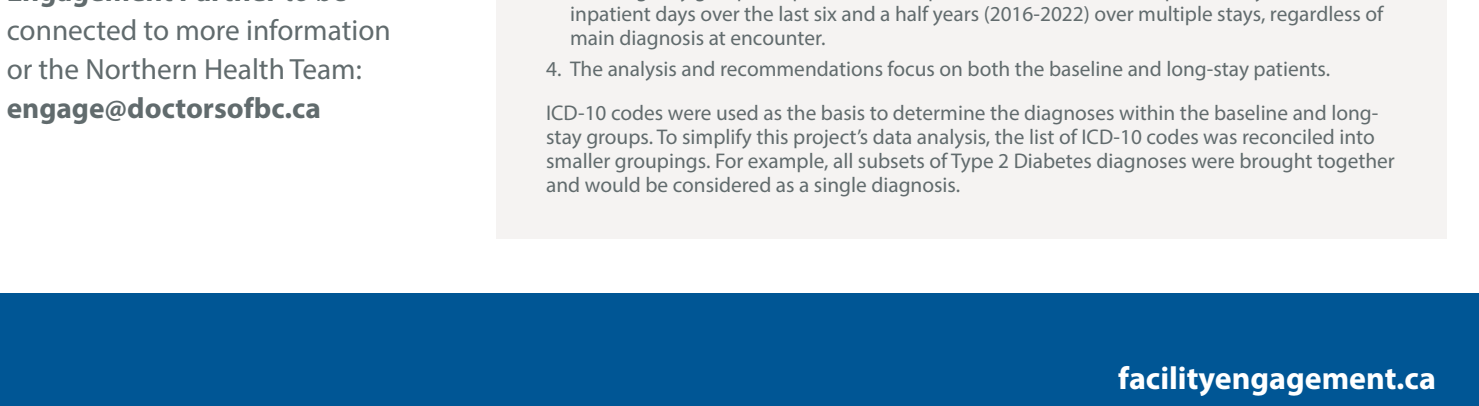 Engagement Partner to be
connected to more information
or the Northern Health Team:
engage@doctorsofbc.ca
inpatient days over the last six and a half years (2016-2022) over multiple stays, regardless of
main diagnosis at encounter.
4. The analysis and recommendations focus on both the baseline and long-stay patients.
ICD-10 codes were used as the basis to determine the diagnoses within the baseline and long-
stay groups. To simplify this project’s data analysis, the list of ICD-10 codes was reconciled into
smaller groupings. For example, all subsets of Type 2 Diabetes diagnoses were brought together
and would be considered as a single diagnosis.
facilityengagement.ca